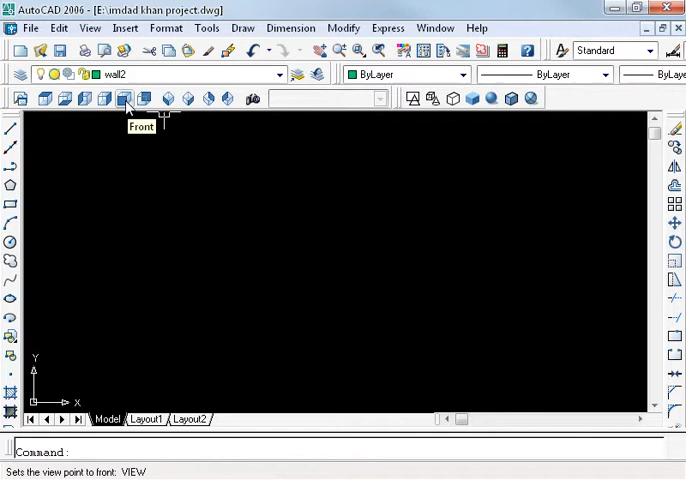 AutoCAD 2006 - [E:\imdad khan project.dwg]
File Edit View Insert Format Tools Draw Dimension Modify Express Window Help
Standard
wall2 ByLayer ByLayer ByLay
Front
Y
X
Model Layout1 Layout2
Command:
Sets the view point to front: VIEW